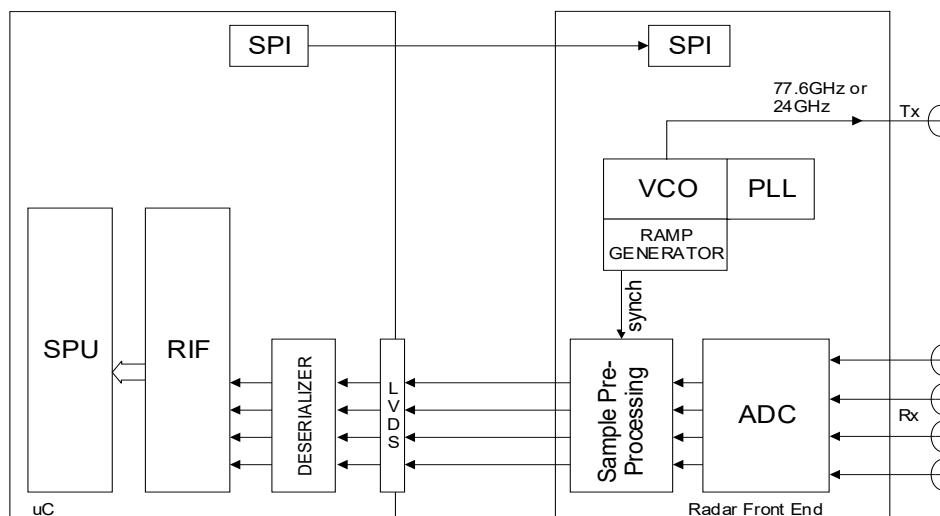 SPI
SPI
77.6GHz or
24GHz
Tx
VCO
PLL
RAMP
GENERATOR
synch
SPU
RIF
DESERIALIZER
LVDS
Sample Pre-
Processing
ADC
Rx
uC
Radar Front End